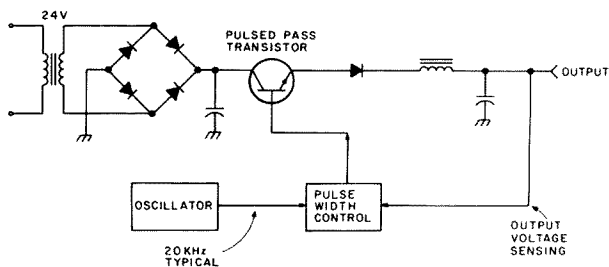 24V
PULSED PASS
TRANSISTOR
OUTPUT
OSCILLATOR
PULSE
WIDTH
CONTROL
20KHz
TYPICAL
OUTPUT
VOLTAGE
SENSING